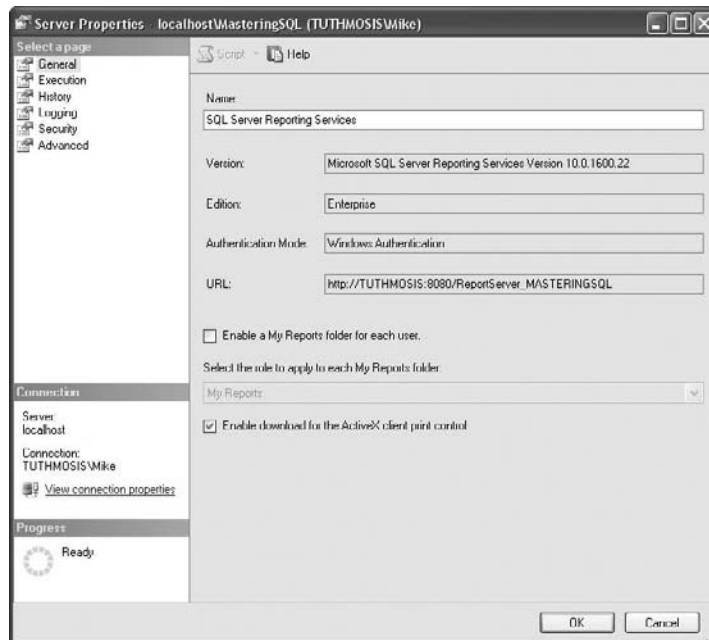 Server Properties - localhost\MasteringSQL (TUTHMOSIS\Mike)
Select a page
General
Execution
History
Logging
Security
Advanced
Script
Help
Name:
SQL Server Reporting Services
Version:
Microsoft SQL Server Reporting Services Version 10.0.1600.22
Edition:
Enterprise
Authentication Mode:
Windows Authentication
URL:
http://TUTHMOSIS:8080/ReportServer_MASTERINGSQL
Enable a My Reports folder for each user.
Select the role to apply to each My Reports folder:
My Reports
Enable download for the ActiveX client print control
Connection
Server:
localhost
Connection:
TUTHMOSIS\Mike
View connection properties
Progress
Ready
OK
Cancel